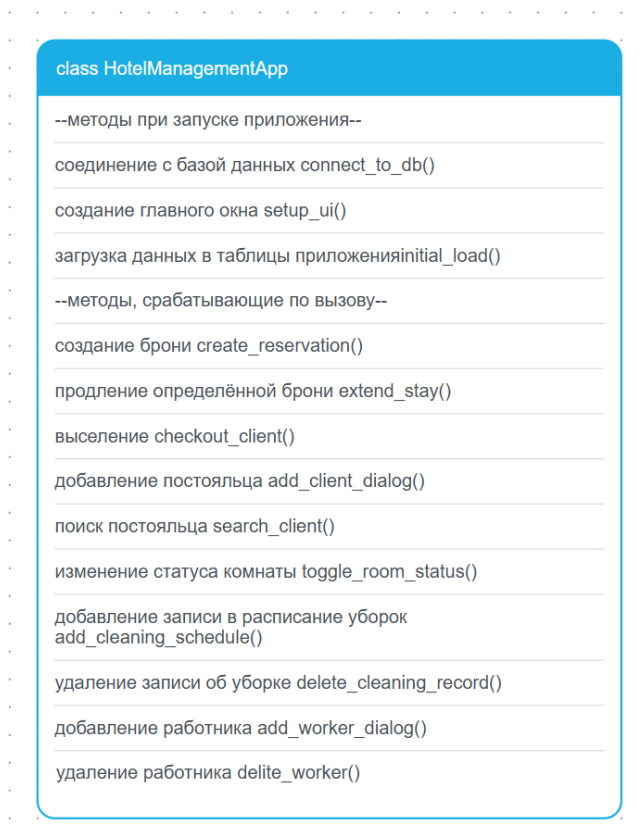 class HotelManagementApp
--методы при запуске приложения--
соединение с базой данных connect_to_db()
создание главного окна setup_ui()
загрузка данных в таблицы приложенияinitial_load()
--методы, срабатывающие по вызову--
создание брони create_reservation()
продление определённой брони extend_stay()
выселение checkout_client()
добавление постояльца add_client_dialog()
поиск постояльца search_client()
изменение статуса комнаты toggle_room_status()
добавление записи в расписание уборок
add_cleaning_schedule()
удаление записи об уборке delete_cleaning_record()
добавление работника add_worker_dialog()
удаление работника delite_worker()